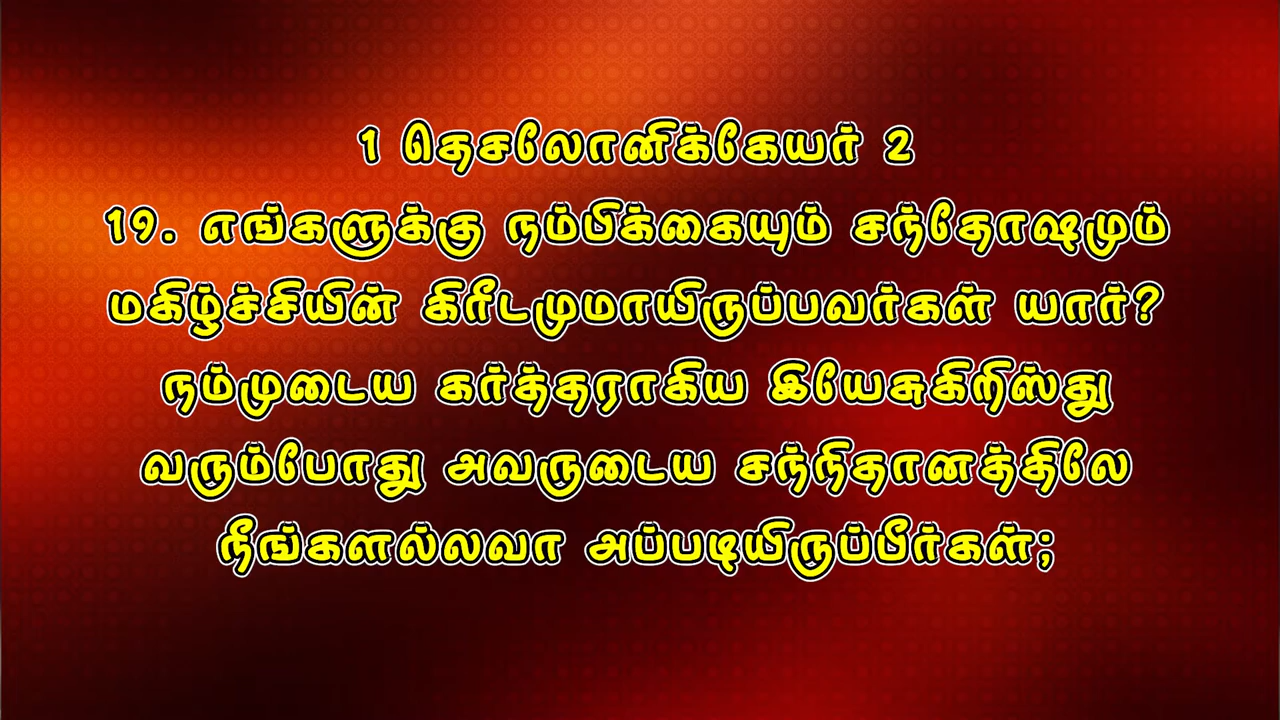 1 தெசலோனிக்கேயர் 2
19. எங்களுக்கு நம்பிக்கையும் சந்தோஷமும்
மகிழ்ச்சியின் கிரீடமுமாயிருப்பவர்கள் யார்?
நம்முடைய கர்த்தராகிய இயேசுகிறிஸ்து
வரும்போது அவருடைய சந்நிதானத்திலே
நீங்களல்லவா அப்படியிருப்பீர்கள்;